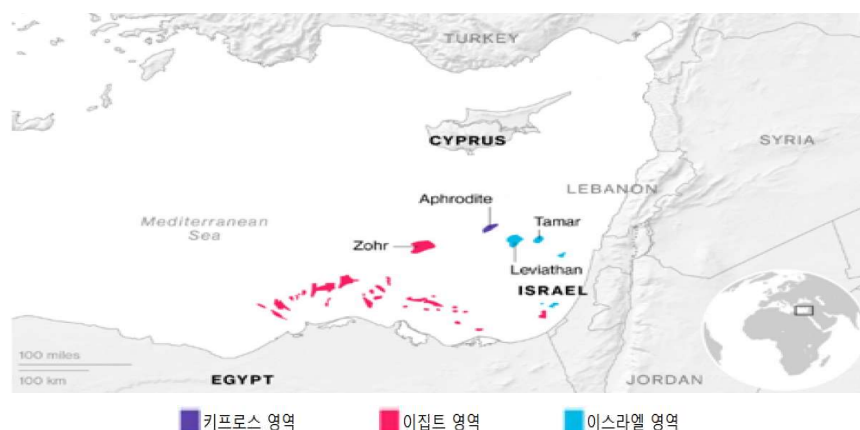 TURKEY
CYPRUS
SYRIA
Aphrodite
LEBANON
Mediterranean
Sea
Tamar
Zohr
Leviathan
ISRAEL
100 miles
100 km
EGYPT
JORDAN
키프로스 영역
이집트 영역
이스라엘 영역